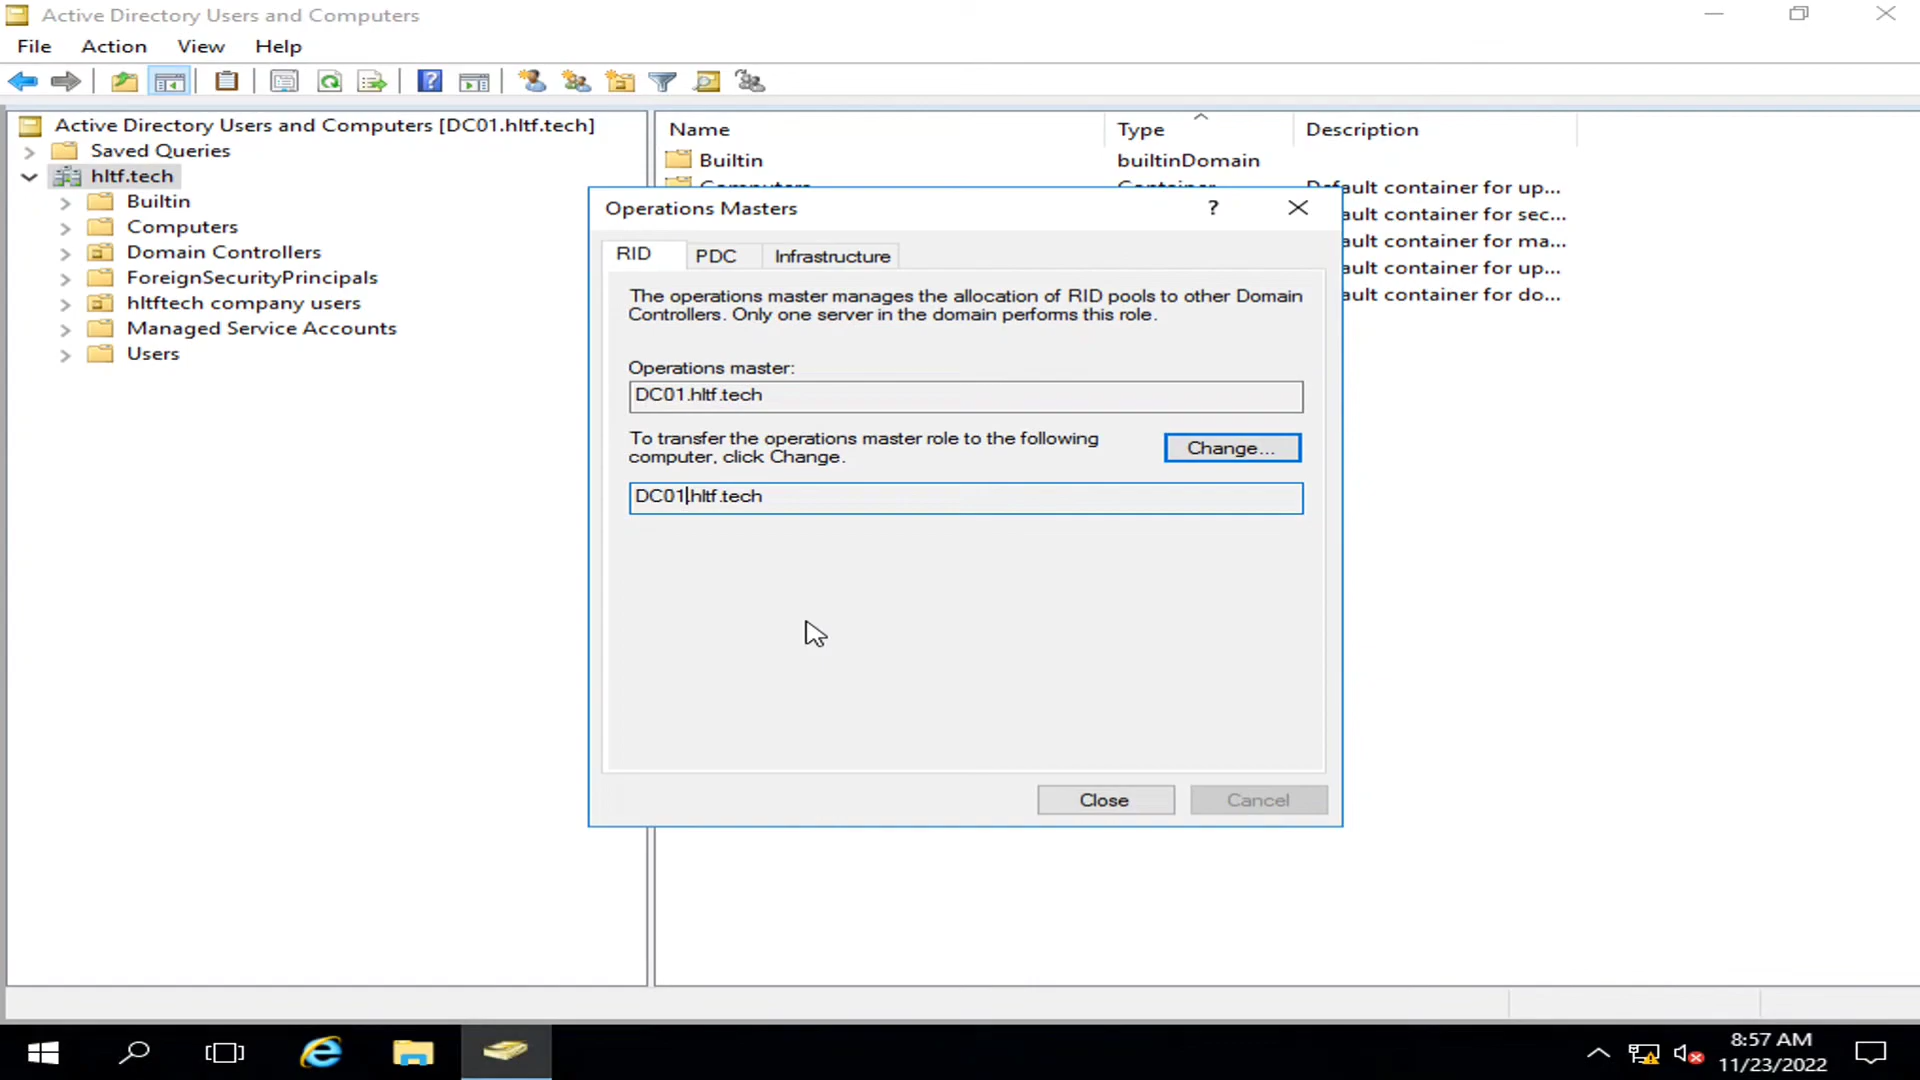 Active Directory Users and Computers
File Action View Help
Active Directory Users and Computers [DC01.hltf.tech]
Saved Queries
hltf.tech
Builtin
Computers
Domain Controllers
ForeignSecurityPrincipals
hltftech company users
Managed Service Accounts
Users
Name Type Description
Builtin builtinDomain
Computers Container Default container for up...
ault container for sec...
ault container for ma...
ault container for up...
ault container for do...
Operations Masters ?
RID PDC Infrastructure
The operations master manages the allocation of RID pools to other Domain
Controllers. Only one server in the domain performs this role.
Operations master:
DC01.hltf.tech
To transfer the operations master role to the following
computer, click Change.
Change...
DC01.hltf.tech
Close Cancel
8:57 AM
11/23/2022